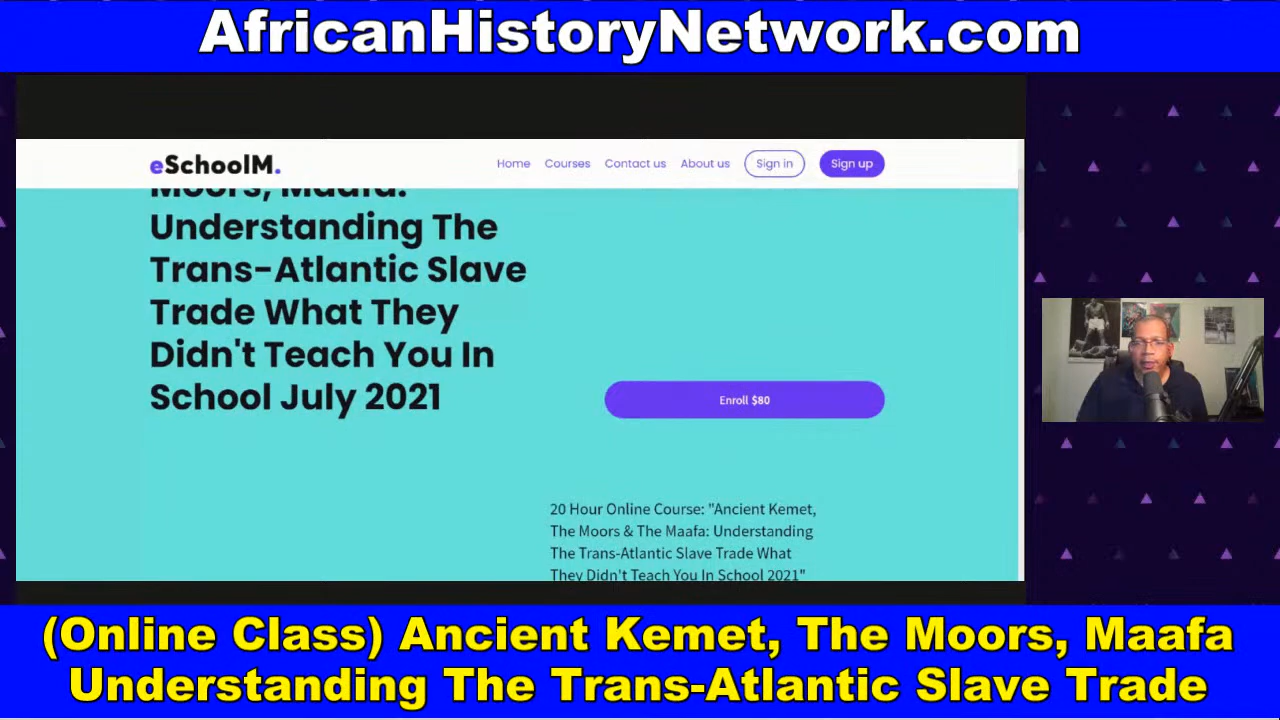 AfricanHistoryNetwork.com
eSchoolM.
Home Courses Contact us About us Sign in Sign up
Moors, Maafa:
Understanding The
Trans-Atlantic Slave
Trade What They
Didn't Teach You In
School July 2021
Enroll $80
20 Hour Online Course: "Ancient Kemet,
The Moors & The Maafa: Understanding
The Trans-Atlantic Slave Trade What
They Didn't Teach You In School 2021"
(Online Class) Ancient Kemet, The Moors, Maafa
Understanding The Trans-Atlantic Slave Trade